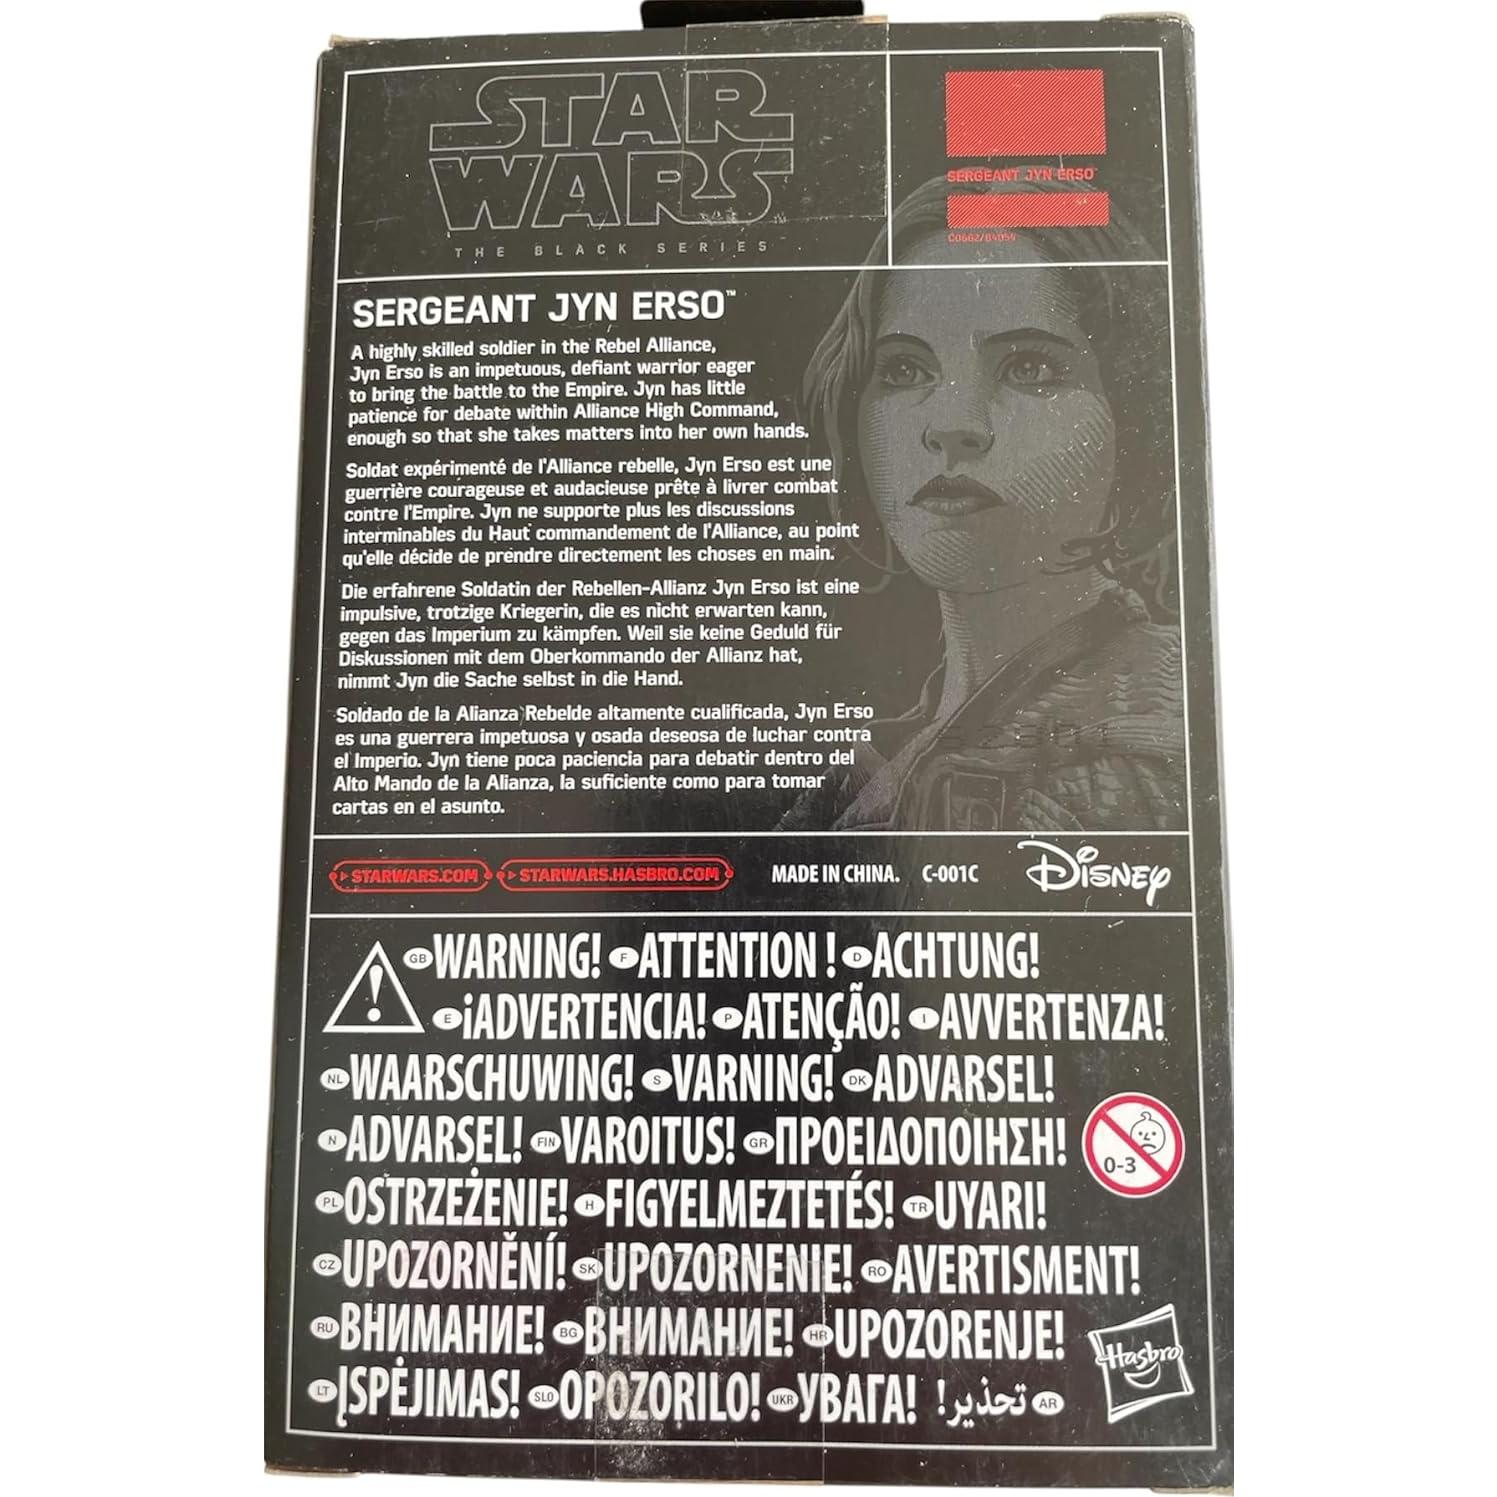 STAR
WARS
THE BLACK SERIES
SERGEANT JYN ERSO™
C0662/B4054
SERGEANT JYN ERSO™
A highly skilled soldier in the Rebel Alliance,
Jyn Erso is an impetuous, defiant warrior eager
to bring the battle to the Empire. Jyn has little
patience for debate within Alliance High Command,
enough so that she takes matters into her own hands.
Soldat expérimenté de l'Alliance rebelle, Jyn Erso est une
guerrière courageuse et audacieuse prête à livrer combat
contre l'Empire. Jyn ne supporte plus les discussions
interminables du Haut commandement de l'Alliance, au point
qu'elle décide de prendre directement les choses en main.
Die erfahrene Soldatin der Rebellen-Allianz Jyn Erso ist eine
impulsive, trotzige Kriegerin, die es nicht erwarten kann,
gegen das Imperium zu kämpfen. Weil sie keine Geduld für
Diskussionen mit dem Oberkommando der Allianz hat,
nimmt Jyn die Sache selbst in die Hand.
Soldado de la Alianza Rebelde altamente cualificada, Jyn Erso
es una guerrera impetuosa y osada deseosa de luchar contra
el Imperio. Jyn tiene poca paciencia para debatir dentro del
Alto Mando de la Alianza, la suficiente como para tomar
cartas en el asunto.
STARWARS.COM STARWARS.HASBRO.COM MADE IN CHINA. C-001C Disney
GB WARNING! F ATTENTION ! D ACHTUNG!
E ¡ADVERTENCIA! P ATENÇÃO! I AVVERTENZA!
NL WAARSCHUWING! S VARNING! DK ADVARSEL!
N ADVARSEL! FIN VAROITUS! GR ΠΡΟΕΙΔΟΠΟΙΗΣΗ!
0-3
PL OSTRZEŻENIE! H FIGYELMEZTETÉS! TR UYARI!
CZ UPOZORNĚNÍ! SK UPOZORNENIE! RO AVERTISMENT!
RU ВНИМАНИЕ! BG ВНИМАНИЕ! HR UPOZORENJE!
Hasbro
LT ĮSPĖJIMAS! SLO OPOZORILO! UKR УВАГА! تحذير! AR